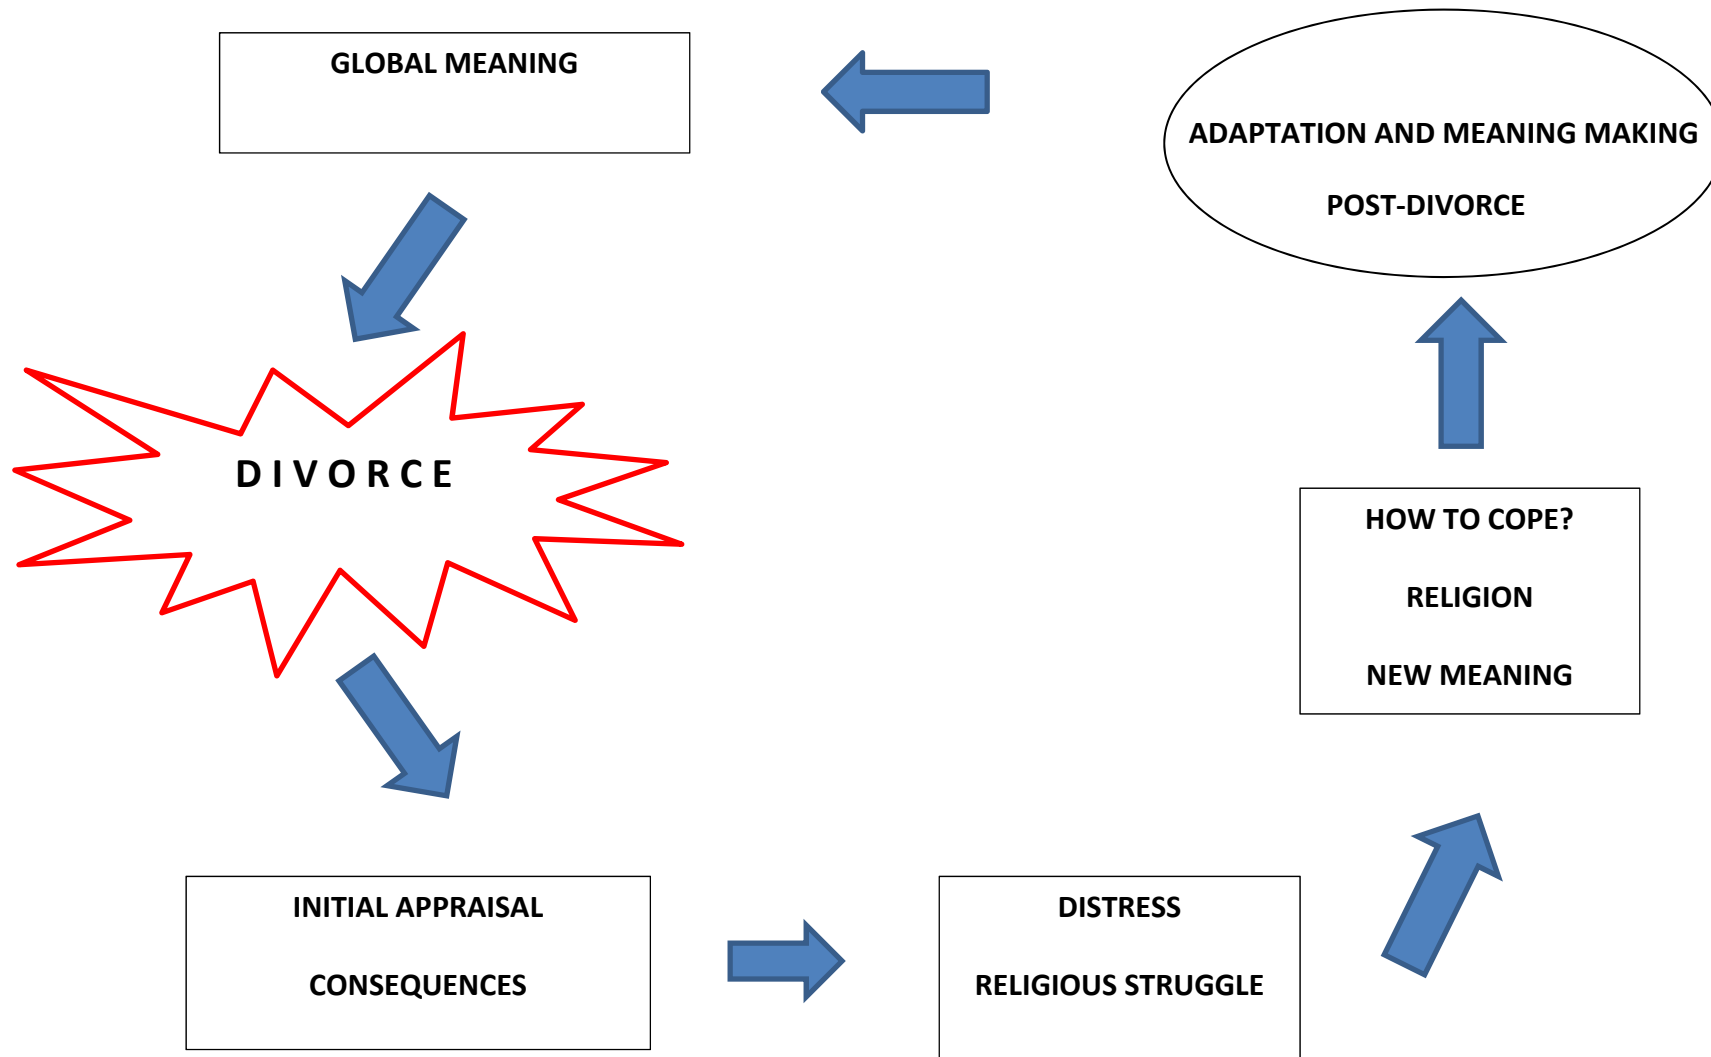 GLOBAL MEANING
ADAPTATION AND MEANING MAKING
POST-DIVORCE
D I V O R C E
HOW TO COPE?
RELIGION
NEW MEANING
INITIAL APPRAISAL
CONSEQUENCES
DISTRESS
RELIGIOUS STRUGGLE